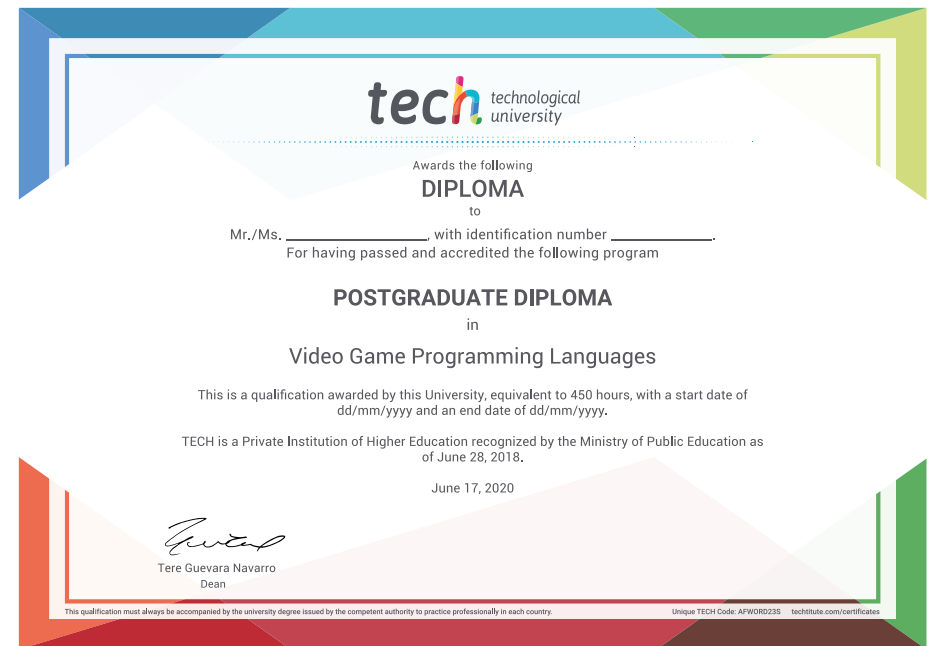 tech technological
university
Awards the following
DIPLOMA
to
Mr./Ms. ____________________, with identification number ______________.
For having passed and accredited the following program
POSTGRADUATE DIPLOMA
in
Video Game Programming Languages
This is a qualification awarded by this University, equivalent to 450 hours, with a start date of
dd/mm/yyyy and an end date of dd/mm/yyyy.
TECH is a Private Institution of Higher Education recognized by the Ministry of Public Education as
of June 28, 2018.
June 17, 2020
Tere Guevara Navarro
Dean
This qualification must always be accompanied by the university degree issued by the competent authority to practice professionally in each country.
Unique TECH Code: AFWORD23S techtitute.com/certificates